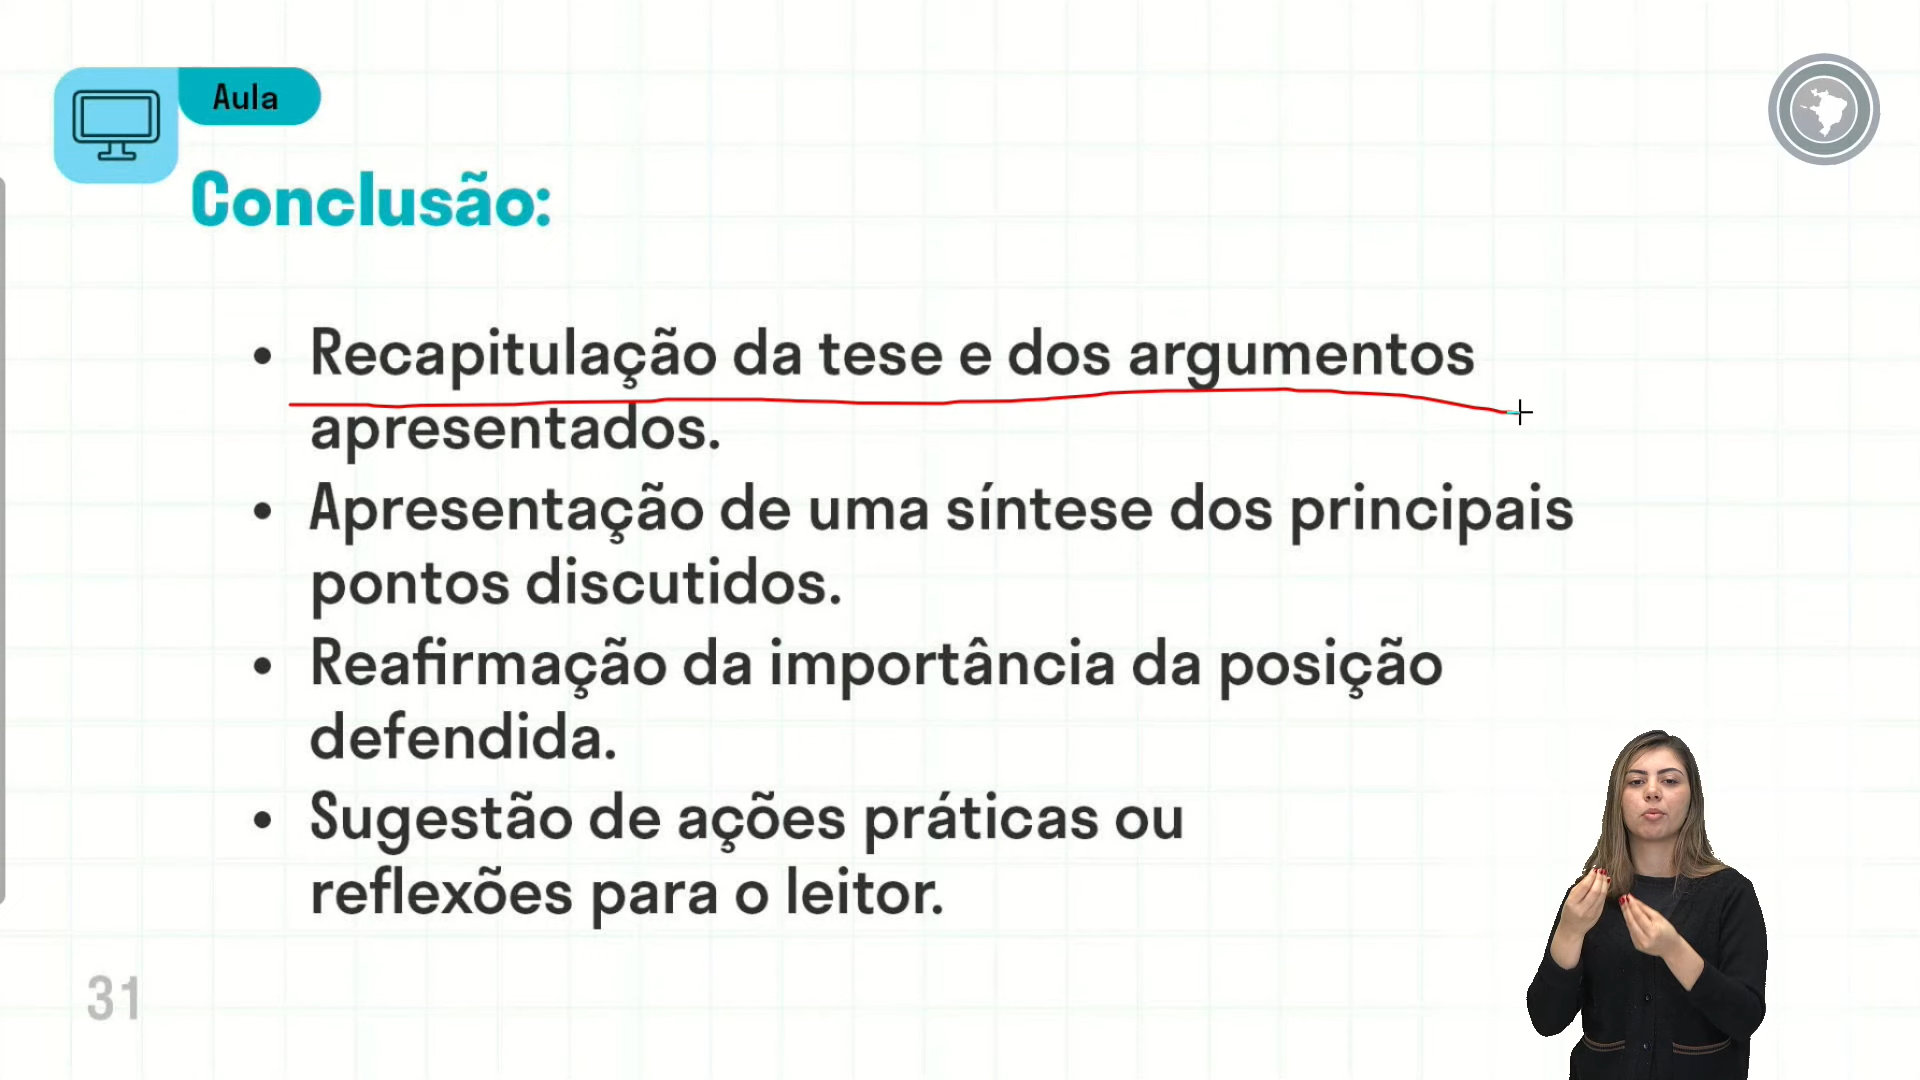 Aula
Conclusão:
• Recapitulação da tese e dos argumentos
apresentados.
• Apresentação de uma síntese dos principais
pontos discutidos.
• Reafirmação da importância da posição
defendida.
• Sugestão de ações práticas ou
reflexões para o leitor.
31